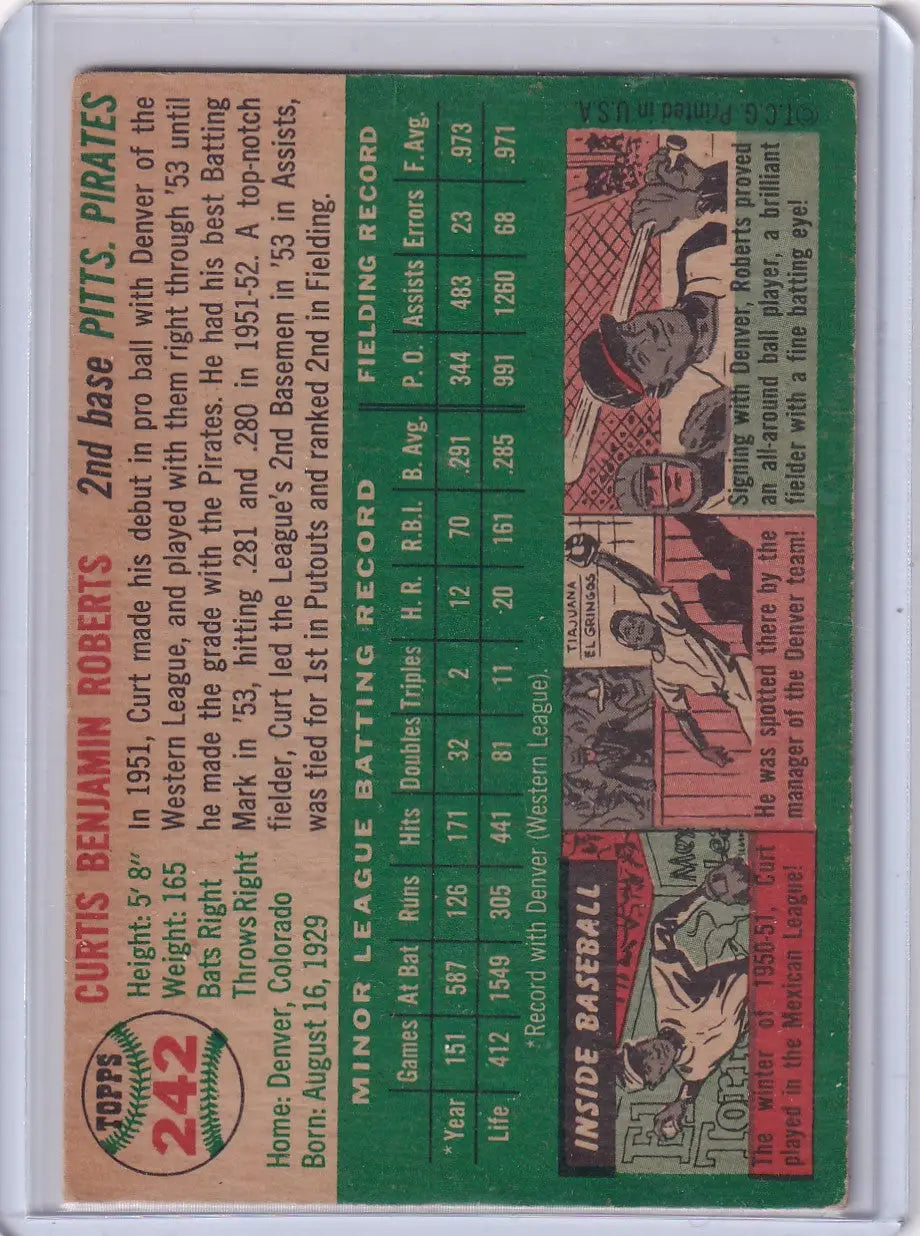 TOPPS
242
CURTIS BENJAMIN ROBERTS 2nd base PITTS. PIRATES
Height: 5' 8"
Weight: 165
Bats Right
Throws Right
Home: Denver, Colorado
Born: August 16, 1929
In 1951, Curt made his debut in pro ball with Denver of the
Western League, and played with them right through '53 until
he made the grade with the Pirates. He had his best Batting
Mark in '53, hitting .281 and .280 in 1951-52. A top-notch
fielder, Curt led the League's 2nd Basemen in '53 in Assists,
was tied for 1st in Putouts and ranked 2nd in Fielding.
MINOR LEAGUE BATTING RECORD FIELDING RECORD
Games At Bat Runs Hits Doubles Triples H. R. R.B.I. B. Avg. P. O. Assists Errors F. Avg.
*Year 151 587 126 171 32 2 12 70 .291 344 483 23 .973
Life 412 1549 305 441 81 11 20 161 .285 991 1260 68 .971
*Record with Denver (Western League).
INSIDE BASEBALL
El
Torr
Mex
Lea
The winter of 1950-51, Curt
played in the Mexican League!
TIAJUANA
EL GRINGOS
He was spotted there by the
manager of the Denver team!
Signing with Denver, Roberts proved
an all-around ball player, a brilliant
fielder with a fine batting eye!
©T.C.G. Printed in U.S.A.